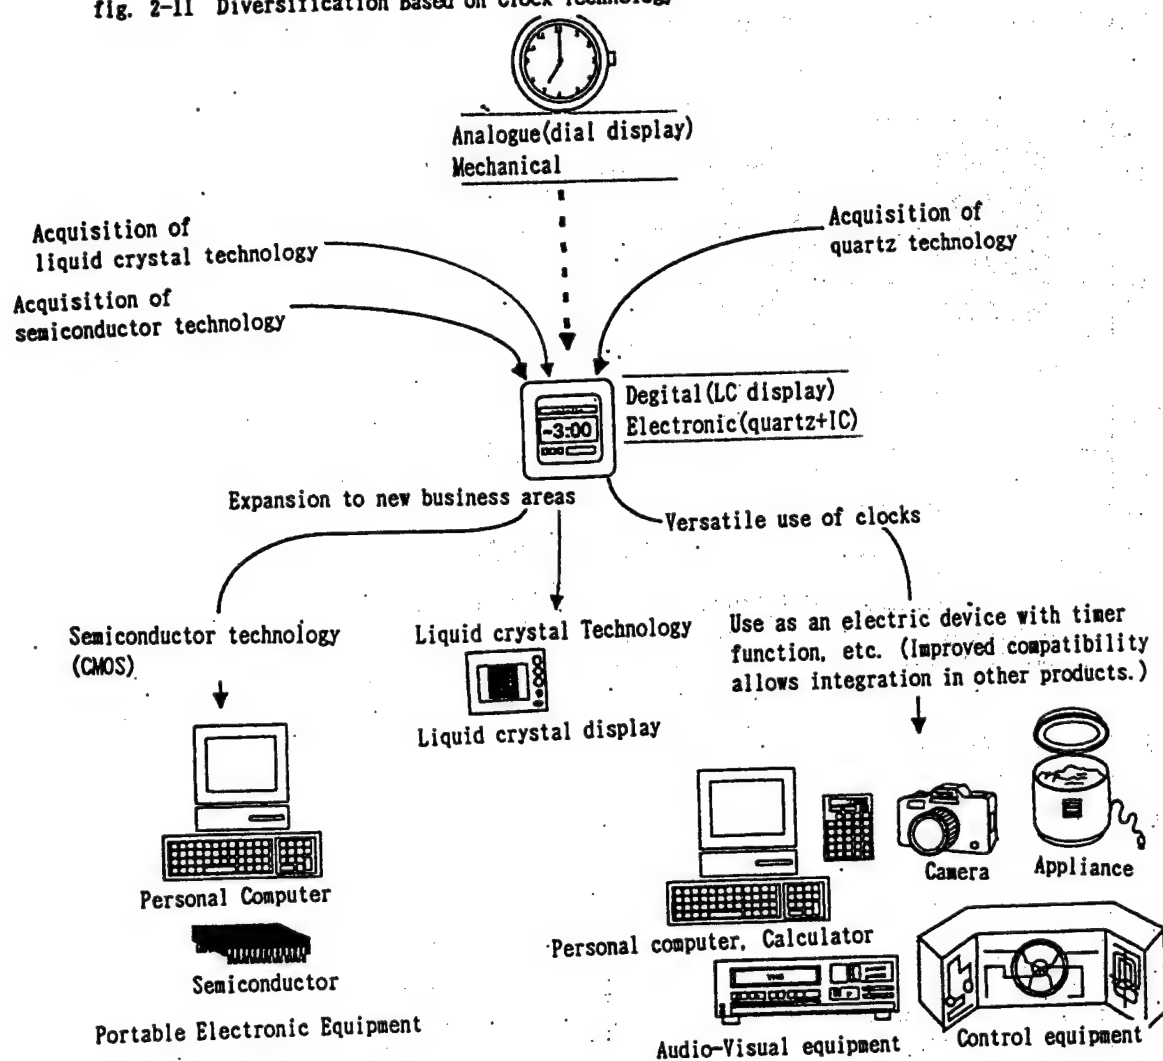 fig. 2-11 Diversification Based on Clock Technology
Analogue(dial display)
Mechanical
Acquisition of
liquid crystal technology
Acquisition of
quartz technology
Acquisition of
semiconductor technology
Degital(LC display)
Electronic(quartz+IC)
3:00
Expansion to new business areas
Versatile use of clocks
Semiconductor technology
(CMOS)
Liquid crystal Technology
Liquid crystal display
Use as an electric device with timer
function, etc. (Improved compatibility
allows integration in other products.)
Personal Computer
Semiconductor
Portable Electronic Equipment
Camera
Appliance
Personal computer, Calculator
Audio-Visual equipment
Control equipment